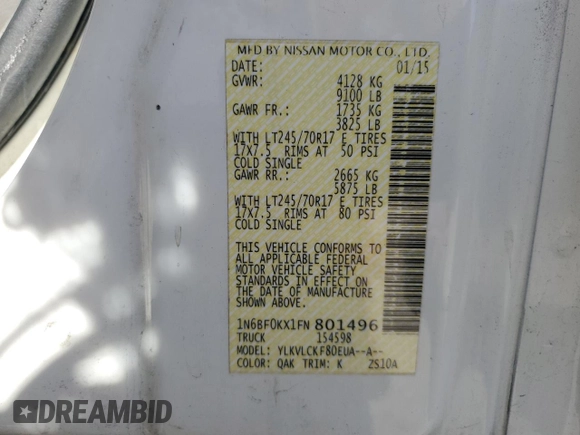 MFD BY NISSAN MOTOR CO., LTD.
DATE: 01/15
GVWR: 4128 KG
9100 LB
GAWR FR.: 1735 KG
3825 LB
WITH LT245/70R17 E TIRES
17X7.5 RIMS AT 50 PSI
COLD SINGLE
GAWR RR.: 2665 KG
5875 LB
WITH LT245/70R17 E TIRES
17X7.5 RIMS AT 80 PSI
COLD SINGLE
THIS VEHICLE CONFORMS TO
ALL APPLICABLE FEDERAL
MOTOR VEHICLE SAFETY
STANDARDS IN EFFECT ON
THE DATE OF MANUFACTURE
SHOWN ABOVE.
1N6BF0KX1FN801496
TRUCK 154598
MODEL: YLKVLCKF80EUA--A--
COLOR: QAK TRIM: K 2S10A
DREAMBID